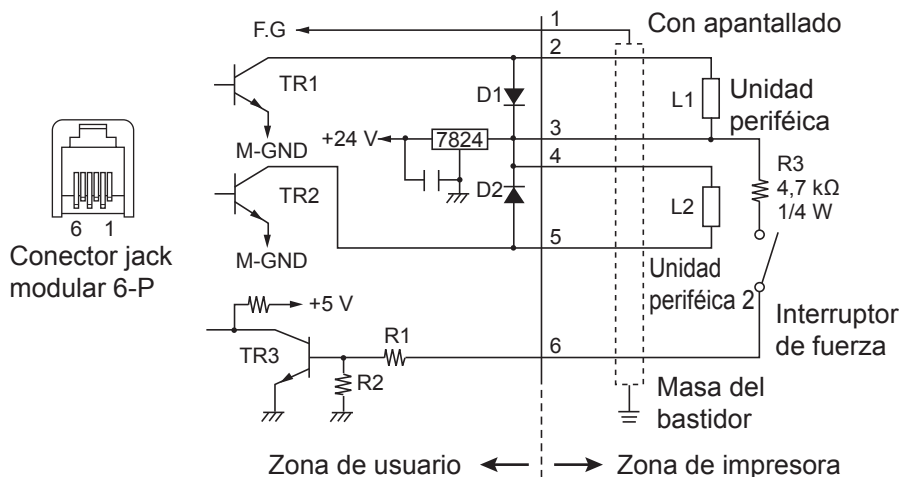 F.G
1
Con apantallado
2
TR1
D1
L1
Unidad
periféica
M-GND
+24 V
7824
3
4
R3
4,7 kΩ
1/4 W
TR2
D2
L2
6 1
Conector jack
modular 6-P
M-GND
5
Unidad
periféica 2
+5 V
Interruptor
de fuerza
TR3
R1
6
R2
Masa del
bastidor
Zona de usuario
Zona de impresora